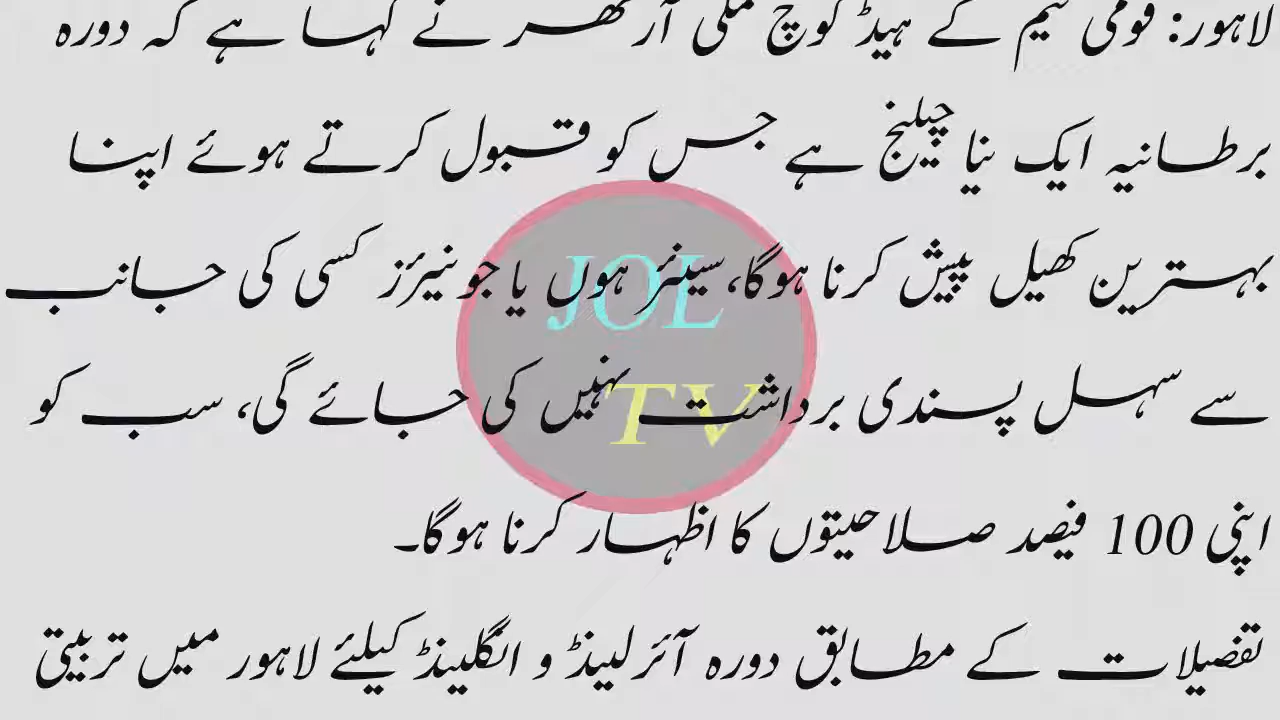 لاہور: قومی ٹیم کے ہیڈ کوچ مکی آرتھر نے کہا ہے کہ دورہ
برطانیہ ایک نیا چیلنج ہے جس کو قبول کرتے ہوئے اپنا
بہترین کھیل پیش کرنا ہوگا، سینئر ہوں یا جونیئرز کسی کی جانب
سے سہل پسندی برداشت نہیں کی جائے گی، سب کو
اپنی 100 فیصد صلاحیتوں کا اظہار کرنا ہوگا۔
تفصیلات کے مطابق دورہ آئرلینڈ و انگلینڈ کیلئے لاہور میں تربیتی
JOL
TV